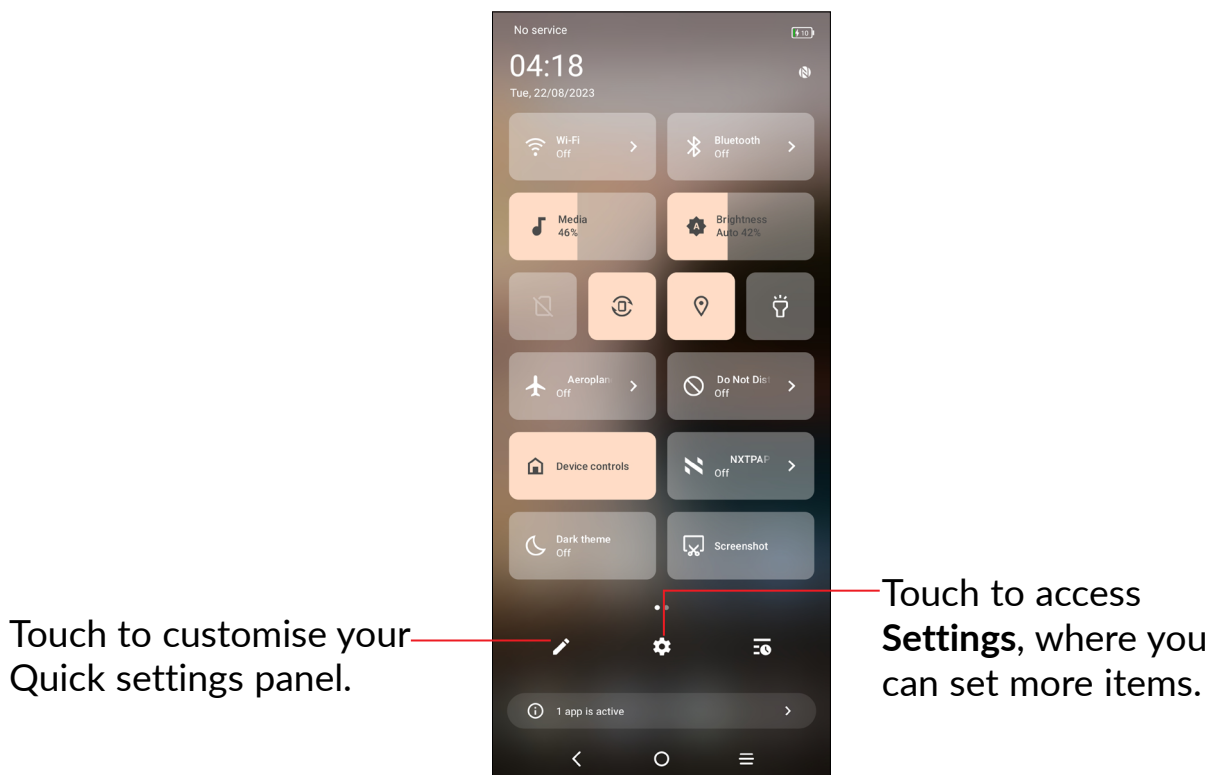 No service
10
04:18
Tue, 22/08/2023
Wi-Fi
Off
Bluetooth
Off
Media
46%
A
Brightness
Auto 42%
Aeroplan
Off
Do Not Dist
Off
Device controls
NXTPAP
Off
Dark theme
Off
Screenshot
Touch to customise your
Quick settings panel.
Touch to access
Settings, where you
can set more items.
1 app is active